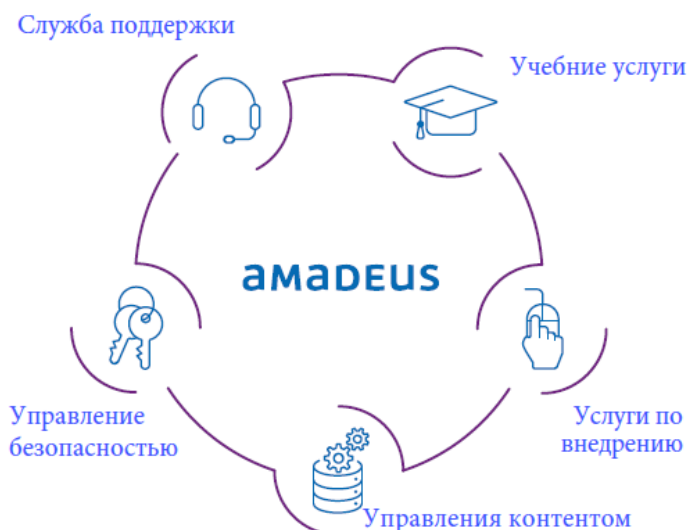 Служба поддержки
Учебние услуги
amadeus
Управление
безопасностью
Услуги по
внедрению
Управления контентом